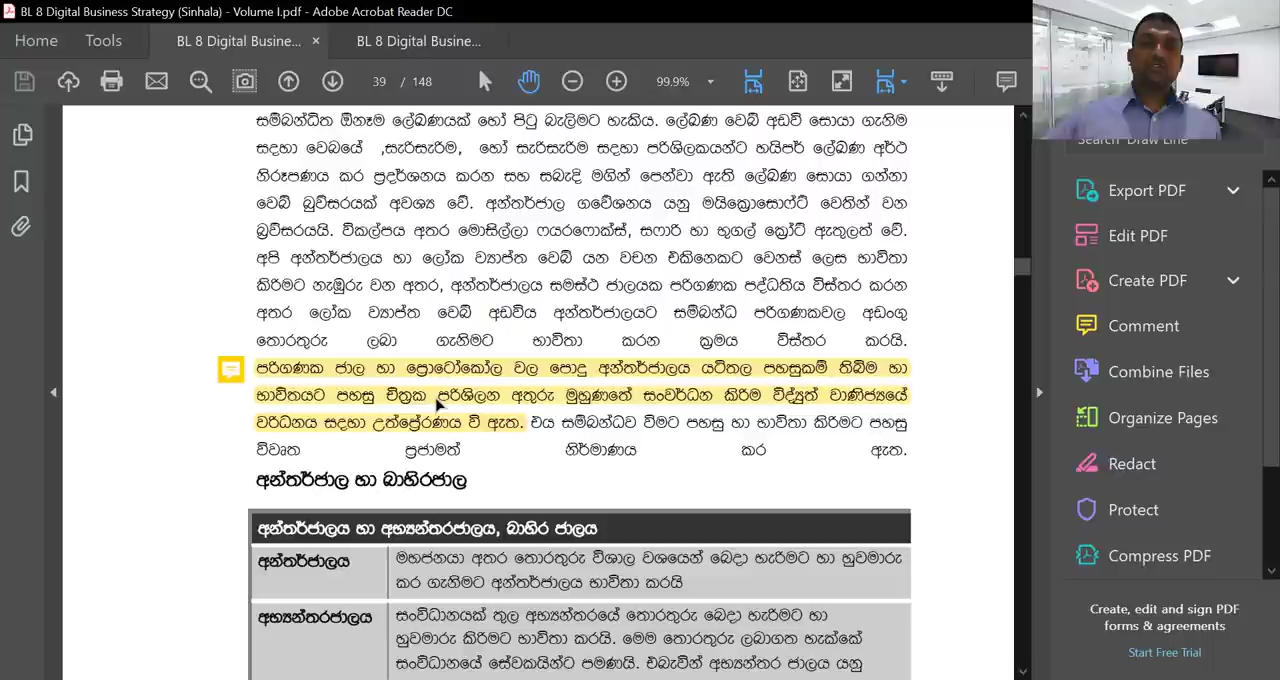 BL 8 Digital Business Strategy (Sinhala) - Volume I.pdf - Adobe Acrobat Reader DC
Home Tools BL 8 Digital Busine... × BL 8 Digital Busine...
39 / 148 99.9%
සම්බන්ධිත ඕනෑම ලේඛණයක් හෝ පිටු බැලීමට හැකිය. ලේඛණ වෙබ් අඩවි සොයා ගැනීම
සඳහා වෙබයේ ,සැරිසැරීම, හෝ සැරිසැරීම සඳහා පරිශීලකයන්ට හයිපර් ලේඛණ අර්ථ
නිරූපණය කර ප්‍රදර්ශනය කරන සහ සබැඳි මගින් පෙන්වා ඇති ලේඛණ සොයා ගන්නා
වෙබ් බ්‍රව්සරයක් අවශ්‍ය වේ. අන්තර්ජාල ගවේශනය යනු මයික්‍රොසොෆ්ට් වෙතින් වන
බ්‍රව්සරයයි. විකල්පය අතර මොසිල්ලා ෆයරෆොක්ස්, සෆාරි හා භුගල් ක්‍රෝට් ඇතුලත් වේ.
අපි අන්තර්ජාලය හා ලෝක ව්‍යාප්ත වෙබ් යන වචන එකිනෙකට වෙනස් ලෙස භාවිතා
කිරීමට නැඹුරු වන අතර, අන්තර්ජාලය සමස්ථ ජාලයක පරිගණක පද්ධතිය විස්තර කරන
අතර ලෝක ව්‍යාප්ත වෙබ් අඩවිය අන්තර්ජාලයට සම්බන්ධ පරිගණකවල අඩංගු
තොරතුරු ලබා ගැනීමට භාවිතා කරන ක්‍රමය විස්තර කරයි.
පරිගණක ජාල හා ප්‍රොටෝකෝල වල පොදු අන්තර්ජාලය යටිතල පහසුකම් තිබීම හා
භාවිතයට පහසු චිත්‍රක පරිශීලන අතුරු මුහුණතේ සංවර්ධන කිරීම විද්‍යුත් වාණිජ්‍යයේ
වර්ධනය සඳහා උත්ප්‍රේරණය වී ඇත. එය සම්බන්ධව වීමට පහසු හා භාවිතා කිරීමට පහසු
විවෘත ප්‍රජාමත් නිර්මාණය කර ඇත.
අන්තර්ජාල හා බාහිරජාල
අන්තර්ජාලය හා අභ්‍යන්තරජාලය, බාහිර ජාලය
අන්තර්ජාලය මහජනයා අතර තොරතුරු විශාල වශයෙන් බෙදා හැරීමට හා හුවමාරු
කර ගැනීමට අන්තර්ජාලය භාවිතා කරයි
අභ්‍යන්තරජාලය සංවිධානයක් තුල අභ්‍යන්තරයේ තොරතුරු බෙදා හැරීමට හා
හුවමාරු කිරීමට භාවිතා කරයි. මෙම තොරතුරු ලබාගත හැක්කේ
සංවිධානයේ සේවකයින්ට පමණයි. එබැවින් අභ්‍යන්තර ජාලය යනු
Export PDF
Edit PDF
Create PDF
Comment
Combine Files
Organize Pages
Redact
Protect
Compress PDF
Create, edit and sign PDF
forms & agreements
Start Free Trial